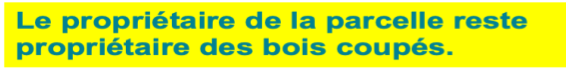 Le propriétaire de la parcelle reste
propriétaire des bois coupés.